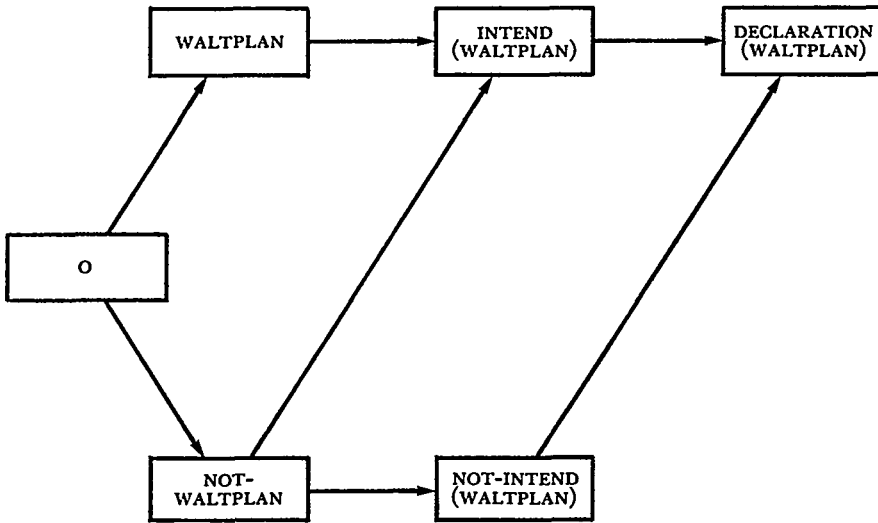 WALTPLAN
INTEND
(WALTPLAN)
DECLARATION
(WALTPLAN)
O
NOT-
WALTPLAN
NOT-INTEND
(WALTPLAN)